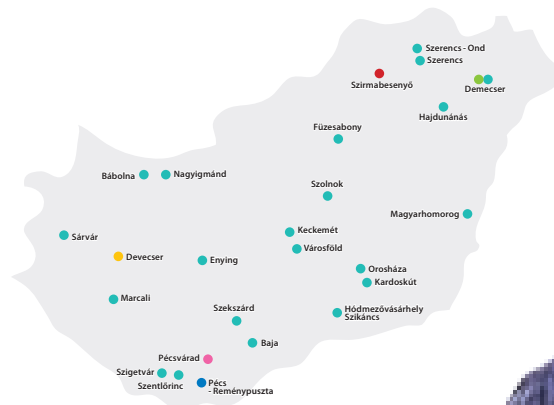 Szerencs - Ond
Szerencs
Szirmabesenyő
Demecser
Hajdunánás
Füzesabony
Bábolna
Nagyigmánd
Szolnok
Magyarhomorog
Sárvár
Keckemét
Városföld
Devecser
Enying
Orosháza
Kardoskút
Marcali
Szekszárd
Hódmezővásárhely
Szikáncs
Baja
Pécsvárad
Szigetvár
Szentlőrinc
Pécs
- Reménypuszta